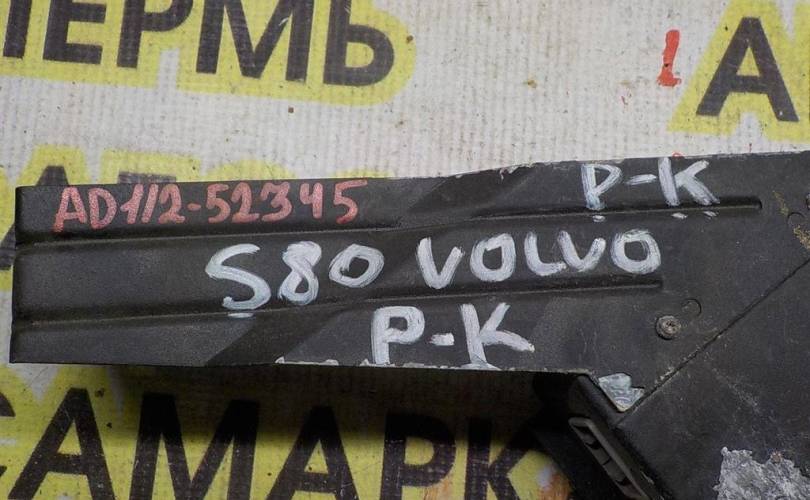 ПЕРМЬ
А
AD1/2-52345
P-K
S80 VOLVO
P-K
САМАРК